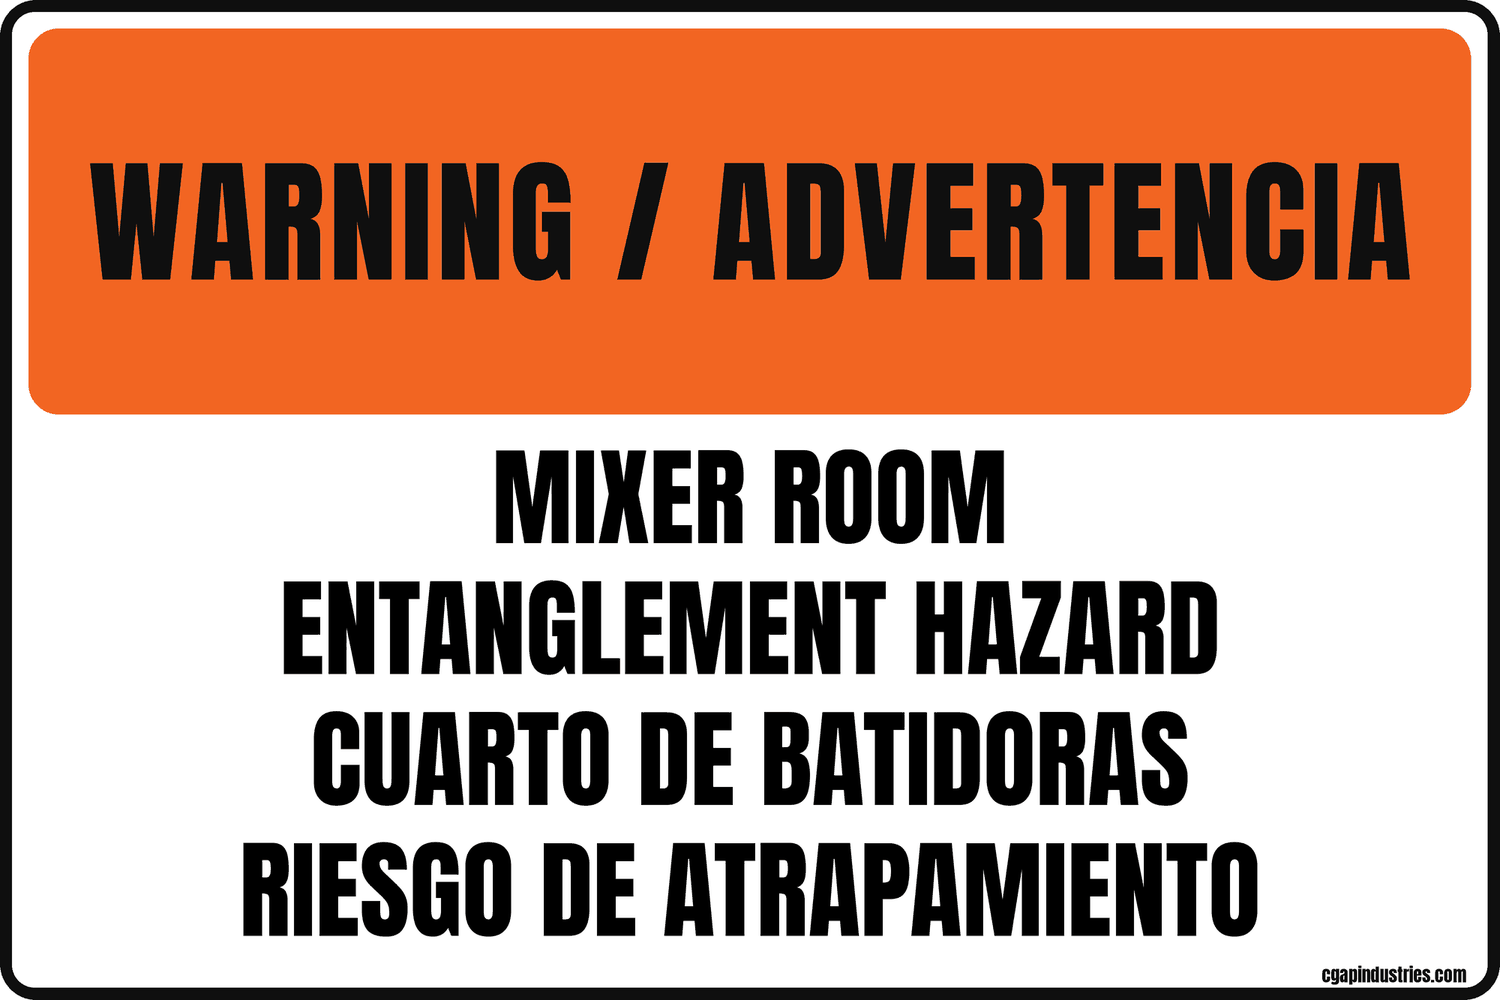 WARNING / ADVERTENCIA
MIXER ROOM
ENTANGLEMENT HAZARD
CUARTO DE BATIDORAS
RIESGO DE ATRAPAMIENTO
cgapindustries.com